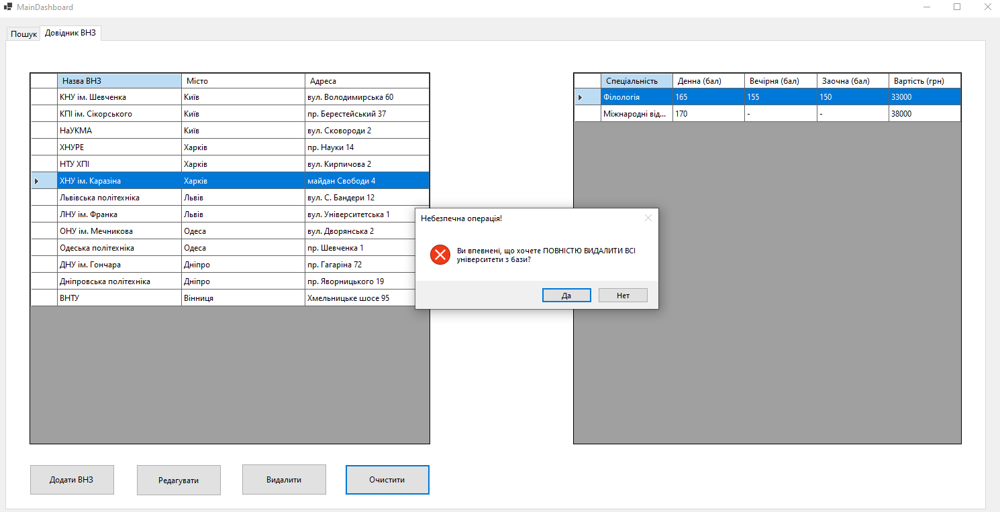 MainDashboard
Пошук
Довідник ВНЗ
Назва ВНЗ Місто Адреса
КНУ ім. Шевченка Київ вул. Володимирська 60
КПІ ім. Сікорського Київ пр. Берестейський 37
НаУКМА Київ вул. Сковороди 2
ХНУРЕ Харків пр. Науки 14
НТУ ХПІ Харків вул. Кирпичова 2
ХНУ ім. Каразіна Харків майдан Свободи 4
Львівська політехніка Львів вул. С. Бандери 12
ЛНУ ім. Франка Львів вул. Університетська 1
ОНУ ім. Мечникова Одеса вул. Дворянська 2
Одеська політехніка Одеса пр. Шевченка 1
ДНУ ім. Гончара Дніпро пр. Гагаріна 72
Дніпровська політехніка Дніпро пр. Яворницького 19
ВНТУ Вінниця Хмельницьке шосе 95
Спеціальність Денна (бал) Вечірня (бал) Заочна (бал) Вартість (грн)
Філологія 165 155 150 33000
Міжнародні від... 170 - - 38000
Небезпечна операція!
Ви впевнені, що хочете ПОВНІСТЮ ВИДАЛИТИ ВСІ
університети з бази?
Да Нет
Додати ВНЗ Редагувати Видалити Очистити